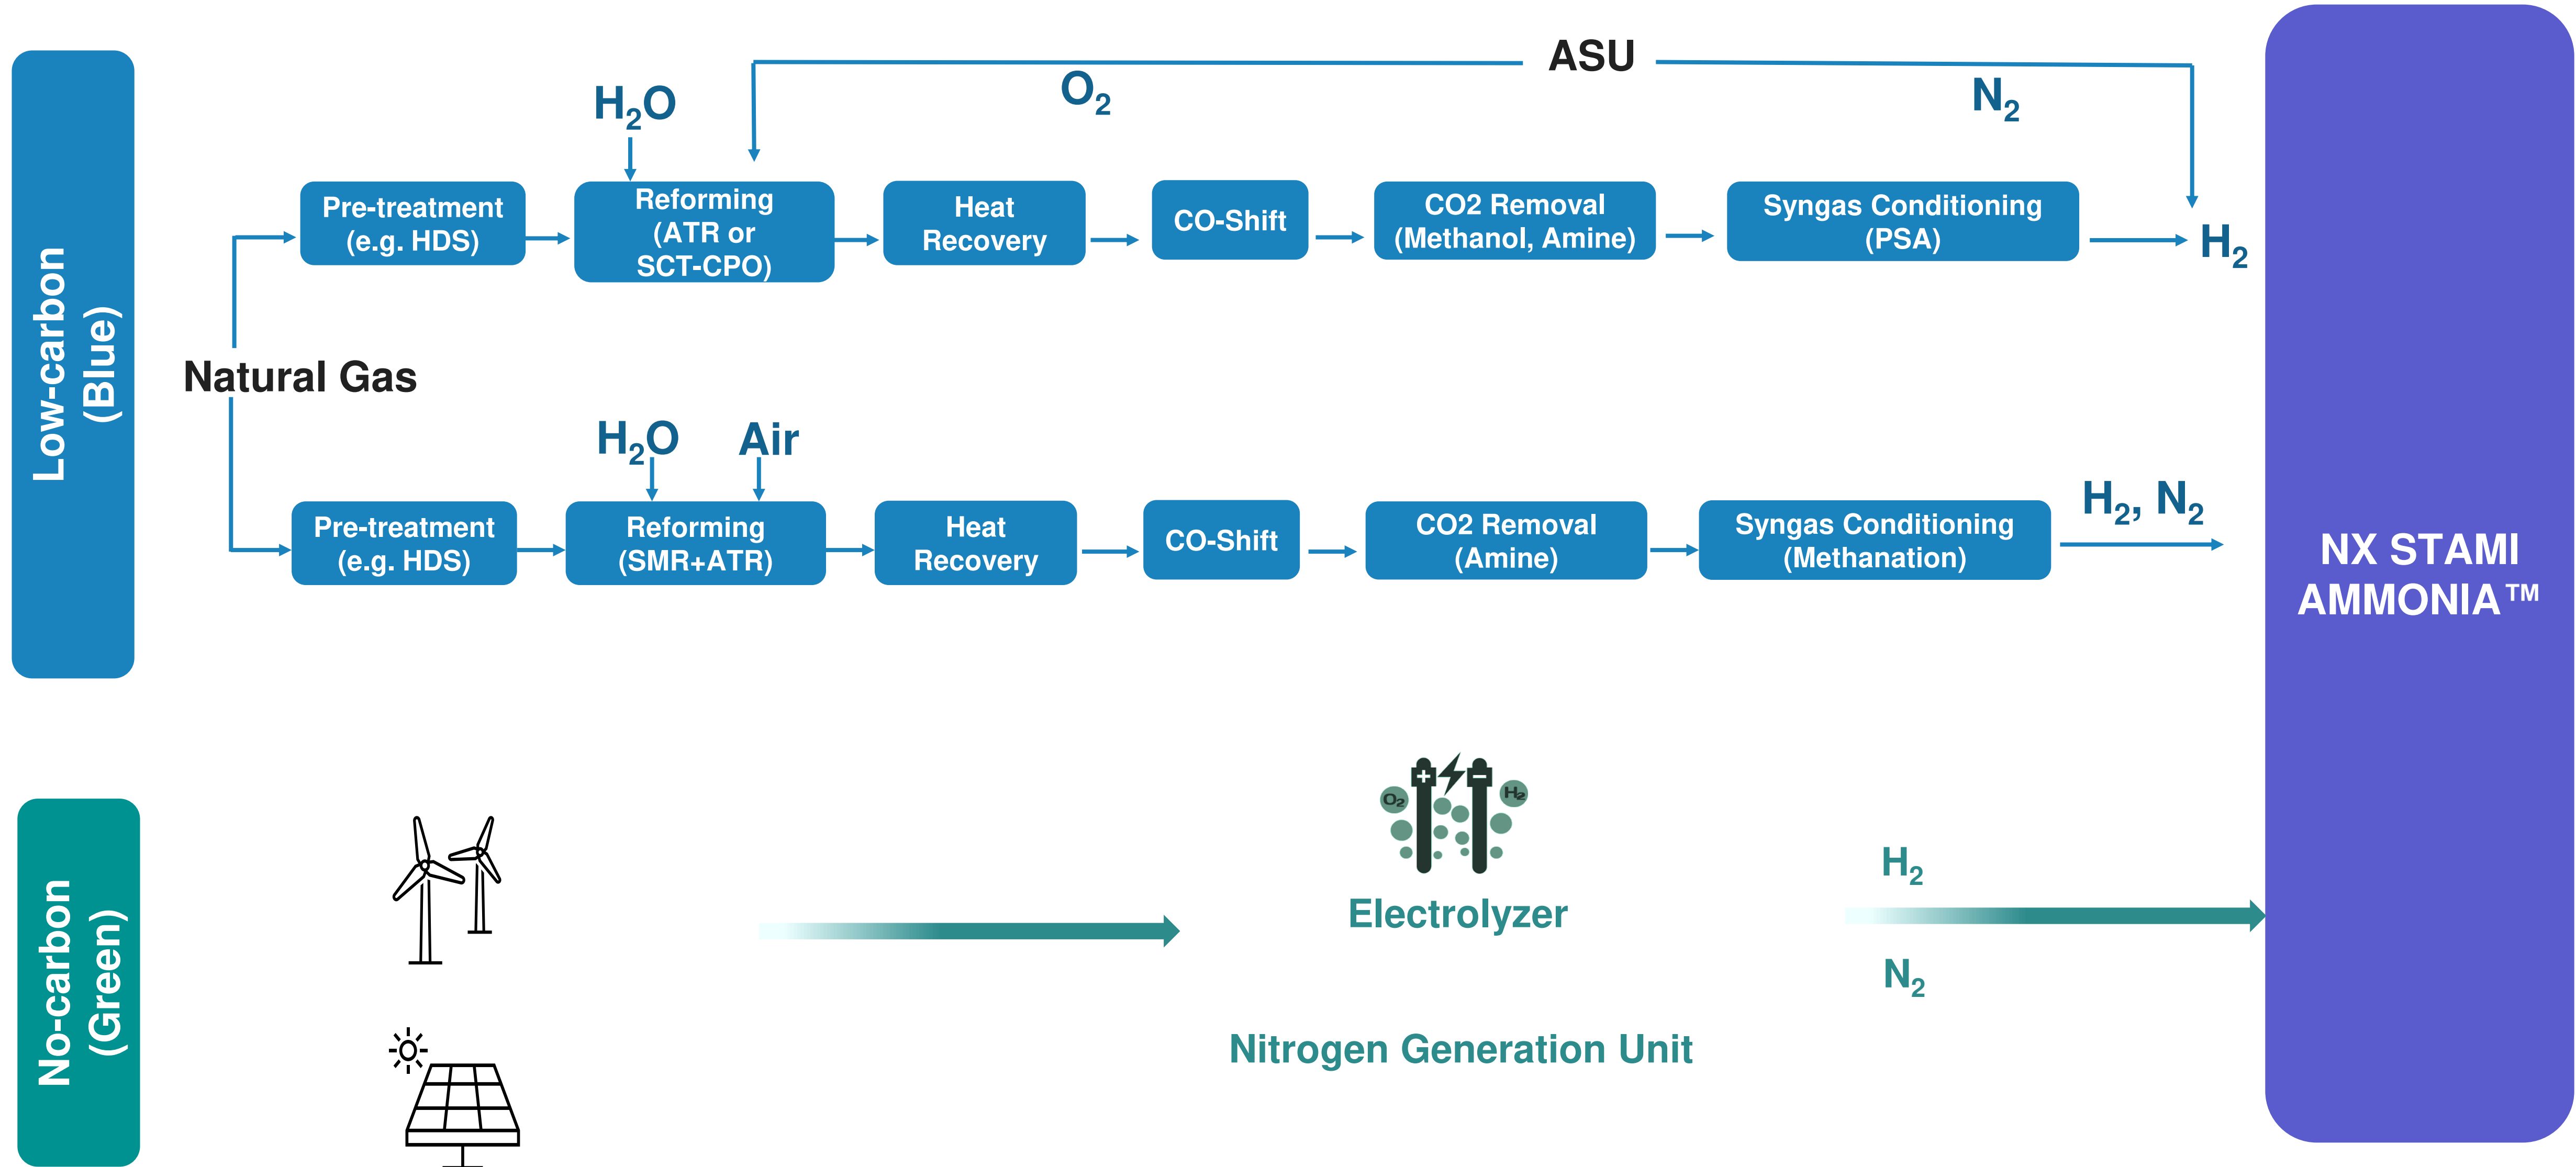 Low-carbon
(Blue)
ASU
O₂
N₂
H₂O
Pre-treatment
(e.g. HDS)
Reforming
(ATR or
SCT-CPO)
Heat
Recovery
CO-Shift
CO2 Removal
(Methanol, Amine)
Syngas Conditioning
(PSA)
H₂
Natural Gas
H₂O
Air
Pre-treatment
(e.g. HDS)
Reforming
(SMR+ATR)
Heat
Recovery
CO-Shift
CO2 Removal
(Amine)
Syngas Conditioning
(Methanation)
H₂, N₂
NX STAMI
AMMONIA™
No-carbon
(Green)
+
−
O₂
H₂
Electrolyzer
Nitrogen Generation Unit
H₂
N₂